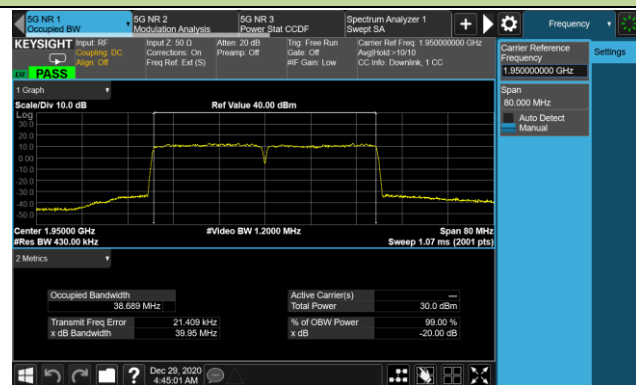 5G NR 1
Occupied BW
5G NR 2
Modulation Analysis
5G NR 3
Power Stat CCDF
Spectrum Analyzer 1
Swept SA
Frequency
KEYSIGHT
Input: RF
Coupling: DC
Align: Off
Input Z: 50 Ω
Corrections: On
Freq Ref: Ext (S)
Atten: 20 dB
Preamp: Off
Trig: Free Run
Gate: Off
#IF Gain: Low
Carrier Ref Freq: 1.950000000 GHz
Avg|Hold:>10/10
CC Info: Downlink, 1 CC
PASS
Carrier Reference
Frequency
1.950000000 GHz
Settings
Span
80.000 MHz
Auto Detect
Manual
1 Graph
Scale/Div 10.0 dB
Ref Value 40.00 dBm
Log
30.0
20.0
10.0
0.00
-10.0
-20.0
-30.0
-40.0
-50.0
Center 1.95000 GHz
#Video BW 1.2000 MHz
Span 80 MHz
#Res BW 430.00 kHz
Sweep 1.07 ms (2001 pts)
2 Metrics
Occupied Bandwidth
38.689 MHz
Active Carrier(s)
---
Total Power
30.0 dBm
Transmit Freq Error
21.409 kHz
% of OBW Power
99.00 %
x dB Bandwidth
39.95 MHz
x dB
-20.00 dB
?
Dec 29, 2020
4:45:01 AM